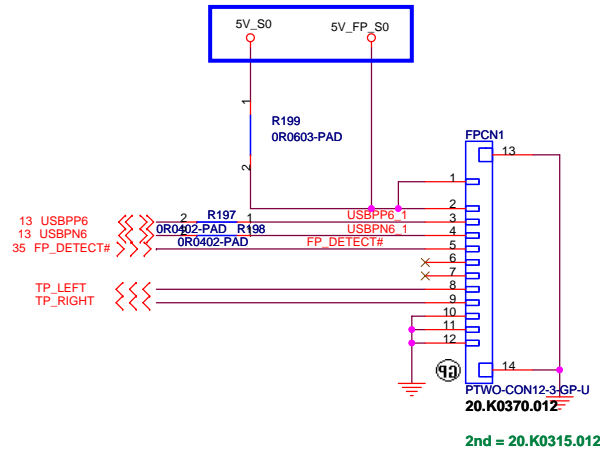 5V_S0 5V_FP_S0
1
R199
0R0603-PAD
2
FPCN1
13
1
2
13 USBPP6 2 R197 1 USBPP6_1 3
13 USBPN6 0R0402-PAD R198 USBPN6_1 4
35 FP_DETECT# 0R0402-PAD FP_DETECT# 5
6
7
TP_LEFT 8
TP_RIGHT 9
10
11
12
GP 14
PTWO-CON12-3-GP-U
20.K0370.012
2nd = 20.K0315.012